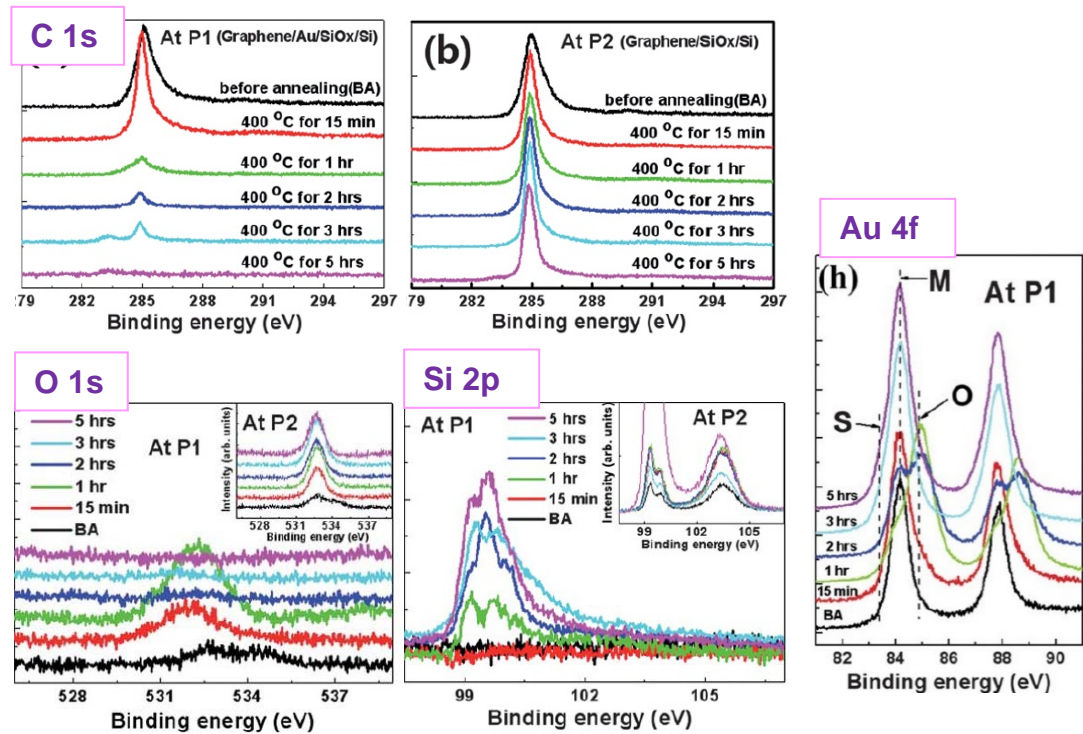 C 1s
At P1 (Graphene/Au/SiOx/Si)
before annealing(BA)
400 °C for 15 min
400 °C for 1 hr
400 °C for 2 hrs
400 °C for 3 hrs
400 °C for 5 hrs
79 282 285 288 291 294 297
Binding energy (eV)
(b)
At P2 (Graphene/SiOx/Si)
before annealing(BA)
400 °C for 15 min
400 °C for 1 hr
400 °C for 2 hrs
400 °C for 3 hrs
400 °C for 5 hrs
79 282 285 288 291 294 297
Binding energy (eV)
O 1s
5 hrs
3 hrs
2 hrs
1 hr
15 min
BA
At P1
At P2
Intensity (arb. units)
528 531 534 537
Binding energy (eV)
528 531 534 537
Binding energy (eV)
Si 2p
At P1
5 hrs
3 hrs
2 hrs
1 hr
15 min
BA
At P2
Intensity (arb. units)
99 102 105
Binding energy (eV)
99 102 105
Binding energy (eV)
Au 4f
(h)
M
At P1
S
O
5 hrs
3 hrs
2 hrs
1 hr
15 min
BA
82 84 86 88 90
Binding energy (eV)